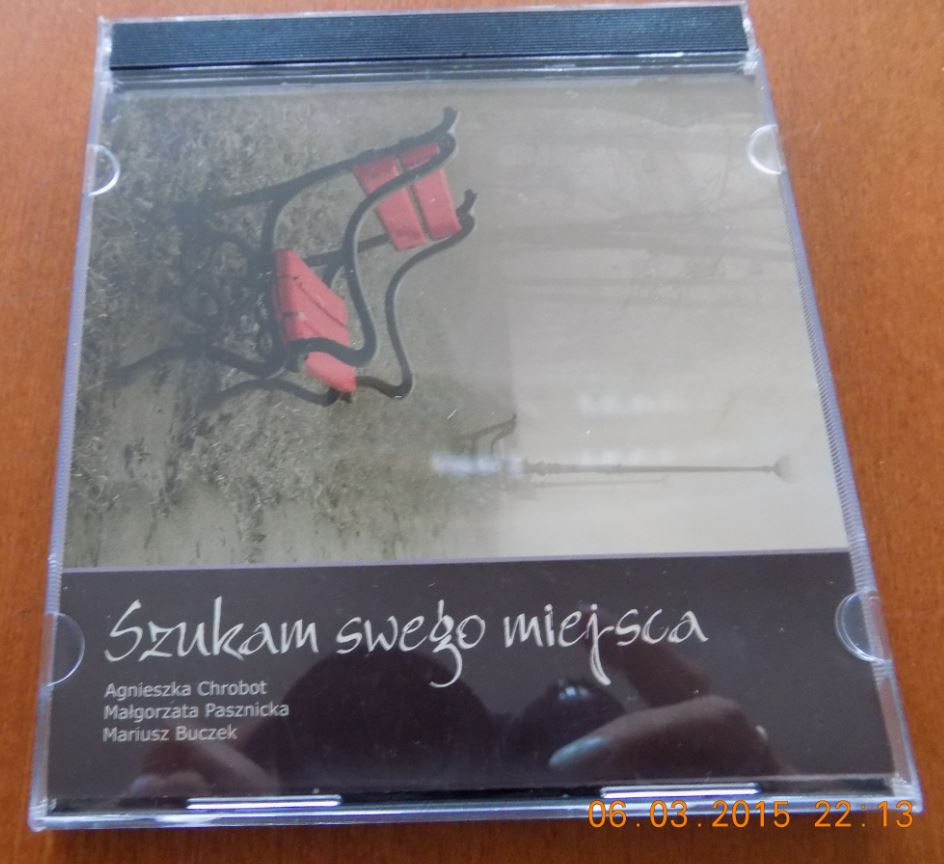 Szukam swego miejsca
Agnieszka Chrobot
Małgorzata Pasznicka
Mariusz Buczek
06.03.2015 22:13